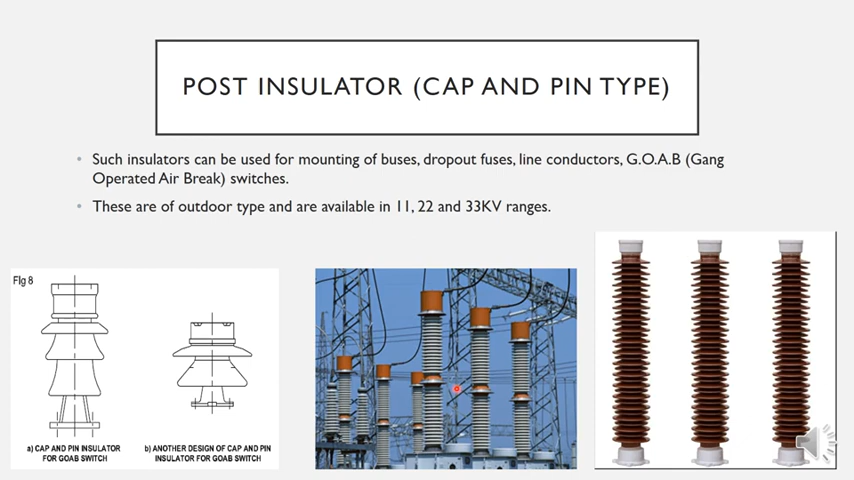 POST INSULATOR (CAP AND PIN TYPE)
• Such insulators can be used for mounting of buses, dropout fuses, line conductors, G.O.A.B (Gang
Operated Air Break) switches.
• These are of outdoor type and are available in 11, 22 and 33KV ranges.
Fig 8
a) CAP AND PIN INSULATOR
FOR GOAB SWITCH
b) ANOTHER DESIGN OF CAP AND PIN
INSULATOR FOR GOAB SWITCH